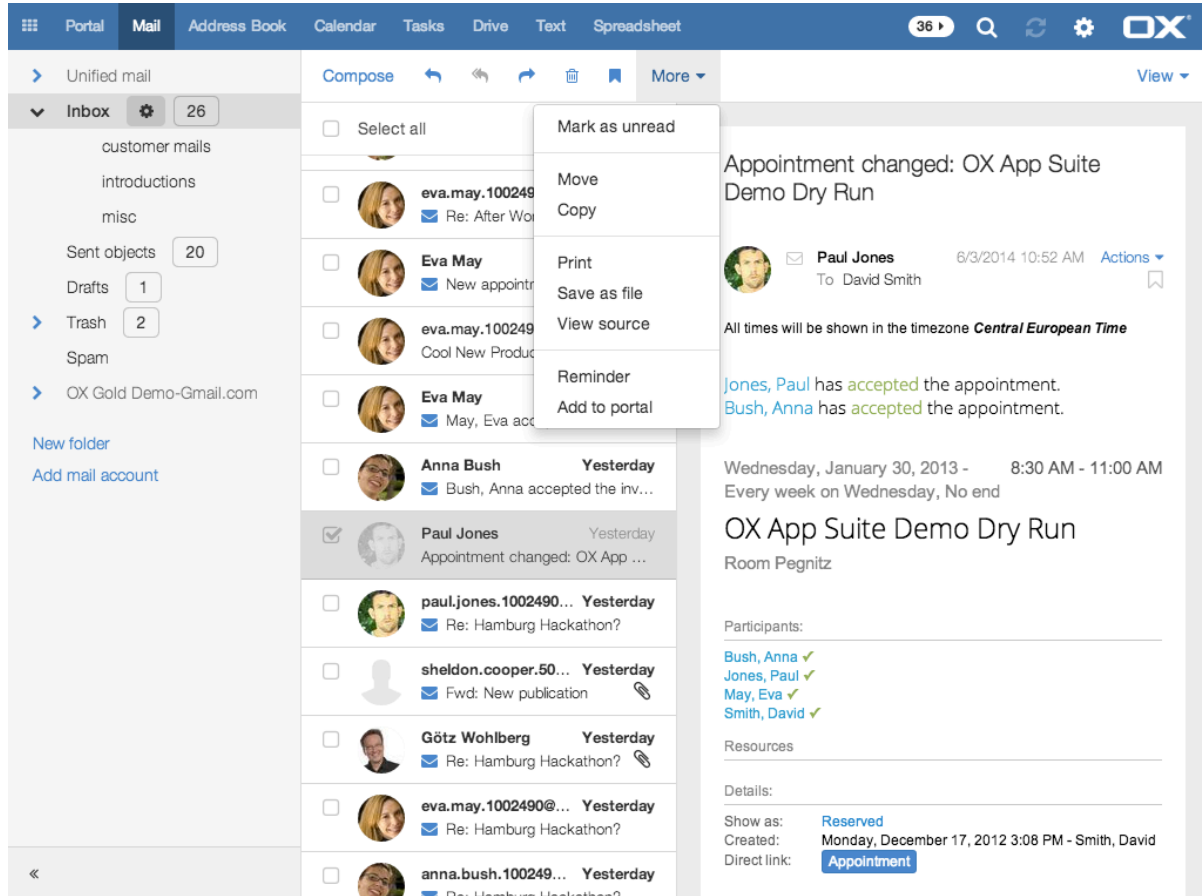 Portal Mail Address Book Calendar Tasks Drive Text Spreadsheet 36 OX
Unified mail
Inbox 26
customer mails
introductions
misc
Sent objects 20
Drafts 1
Trash 2
Spam
OX Gold Demo-Gmail.com
New folder
Add mail account
«
Compose More View
Select all
Mark as unread
Move
Copy
Print
Save as file
View source
Reminder
Add to portal
eva.may.100249
Re: After Wor
Eva May
New appointm
eva.may.100249
Cool New Produc
Eva May
May, Eva acc
Anna Bush Yesterday
Bush, Anna accepted the inv...
Paul Jones Yesterday
Appointment changed: OX App ...
paul.jones.1002490... Yesterday
Re: Hamburg Hackathon?
sheldon.cooper.50... Yesterday
Fwd: New publication
Götz Wohlberg Yesterday
Re: Hamburg Hackathon?
eva.may.1002490@... Yesterday
Re: Hamburg Hackathon?
anna.bush.100249... Yesterday
Re: Hamburg Hackathon?
Appointment changed: OX App Suite
Demo Dry Run
Paul Jones 6/3/2014 10:52 AM Actions
To David Smith
All times will be shown in the timezone Central European Time
Jones, Paul has accepted the appointment.
Bush, Anna has accepted the appointment.
Wednesday, January 30, 2013 - 8:30 AM - 11:00 AM
Every week on Wednesday, No end
OX App Suite Demo Dry Run
Room Pegnitz
Participants:
Bush, Anna ✓
Jones, Paul ✓
May, Eva ✓
Smith, David ✓
Resources
Details:
Show as: Reserved
Created: Monday, December 17, 2012 3:08 PM - Smith, David
Direct link: Appointment